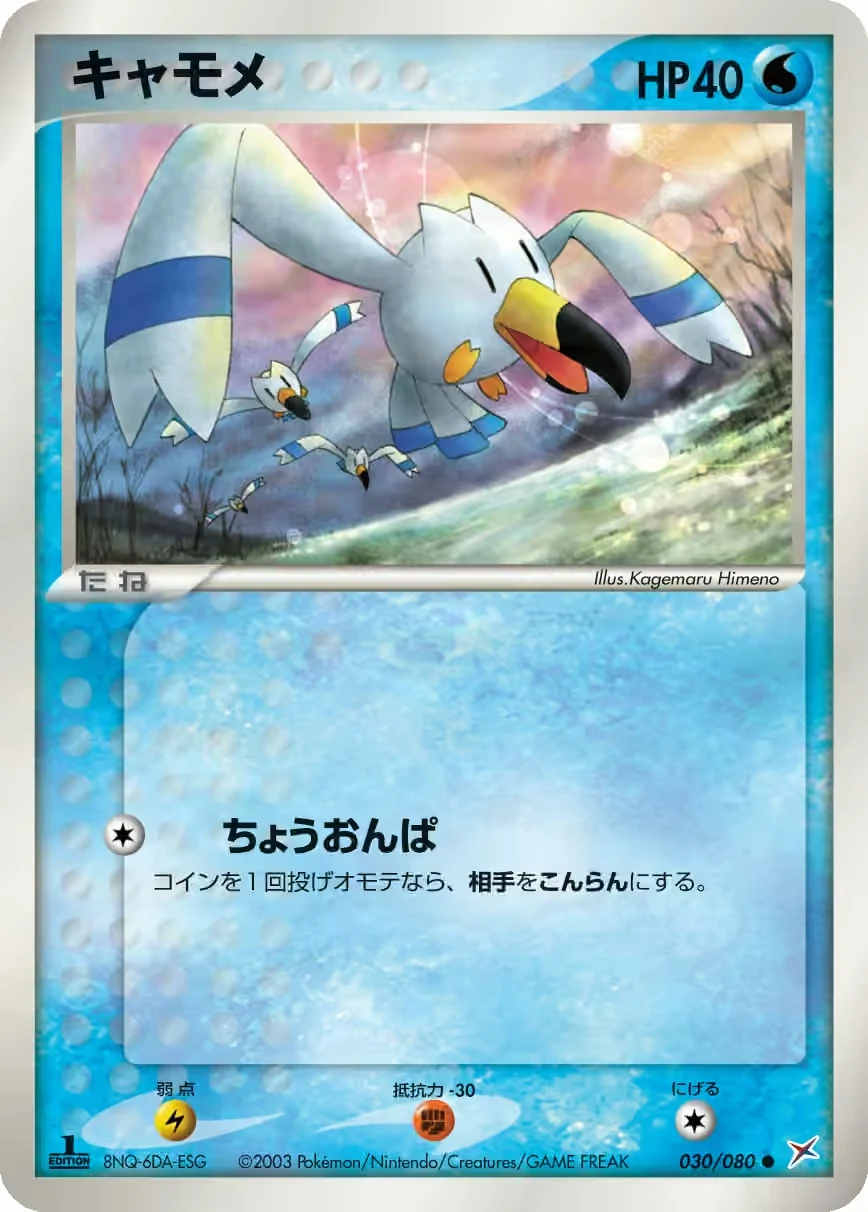 キャモメ
HP40
たね
Illus.Kagemaru Himeno
ちょうおんぱ
コインを1回投げオモテなら、相手をこんらんにする。
弱点
抵抗力 -30
にげる
1
EDITION
8NQ-6DA-ESG
©2003 Pokémon/Nintendo/Creatures/GAME FREAK
030/080